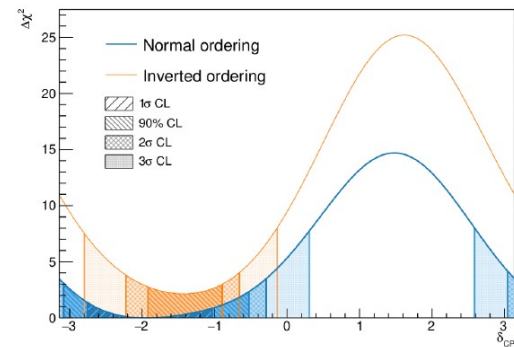 Δχ²
25
20
15
10
5
0
Normal ordering
Inverted ordering
1σ CL
90% CL
2σ CL
3σ CL
−3 −2 −1 0 1 2 3
δCP